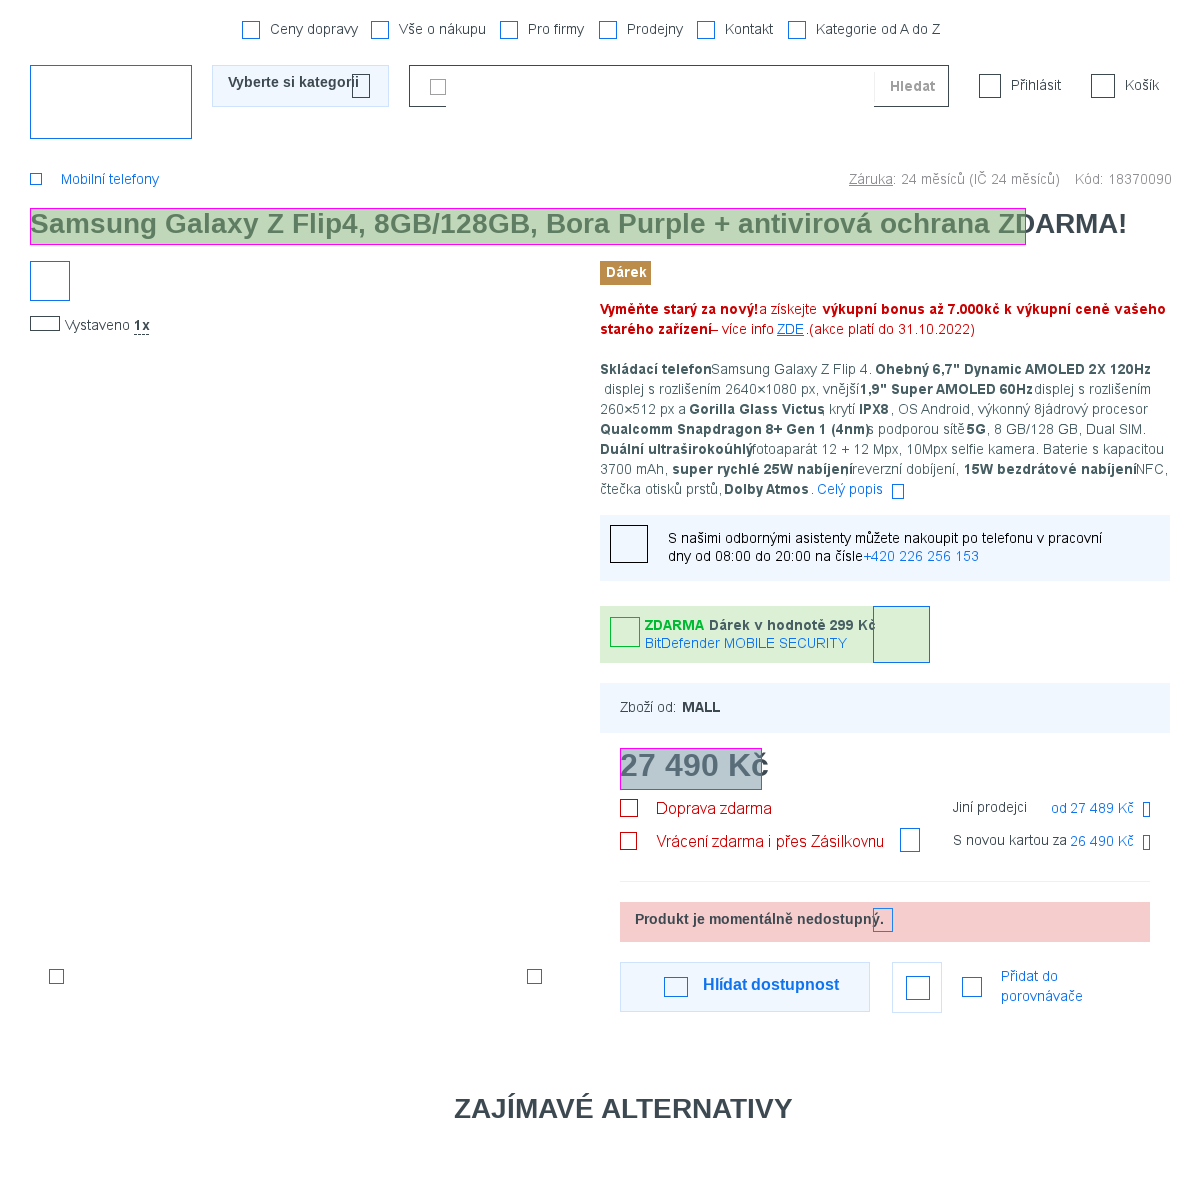 Ceny dopravy Vše o nákupu Pro firmy Prodejny Kontakt Kategorie od A do Z
Vyberte si kategorii Hledat Přihlásit Košík
Mobilní telefony Záruka: 24 měsíců (IČ 24 měsíců) Kód: 18370090
Samsung Galaxy Z Flip4, 8GB/128GB, Bora Purple + antivirová ochrana ZDARMA!
Dárek
Vystaveno 1x
Vyměňte starý za nový! a získejte výkupní bonus až 7.000kč k výkupní ceně vašeho
starého zařízení – více info ZDE .(akce platí do 31.10.2022)
Skládací telefon Samsung Galaxy Z Flip 4. Ohebný 6,7" Dynamic AMOLED 2X 120Hz
displej s rozlišením 2640×1080 px, vnější 1,9" Super AMOLED 60Hz displej s rozlišením
260×512 px a Gorilla Glass Victus, krytí IPX8, OS Android, výkonný 8jádrový procesor
Qualcomm Snapdragon 8+ Gen 1 (4nm) s podporou sítě 5G, 8 GB/128 GB, Dual SIM.
Duální ultraširokoúhlý fotoaparát 12 + 12 Mpx, 10Mpx selfie kamera. Baterie s kapacitou
3700 mAh, super rychlé 25W nabíjení reverzní dobíjení, 15W bezdrátové nabíjení NFC,
čtečka otisků prstů, Dolby Atmos. Celý popis
S našimi odbornými asistenty můžete nakoupit po telefonu v pracovní
dny od 08:00 do 20:00 na čísle +420 226 256 153
ZDARMA Dárek v hodnotě 299 Kč
BitDefender MOBILE SECURITY
Zboží od: MALL
27 490 Kč
Doprava zdarma Jiní prodejci od 27 489 Kč
Vrácení zdarma i přes Zásilkovnu S novou kartou za 26 490 Kč
Produkt je momentálně nedostupný.
Hlídat dostupnost Přidat do
porovnávače
ZAJÍMAVÉ ALTERNATIVY